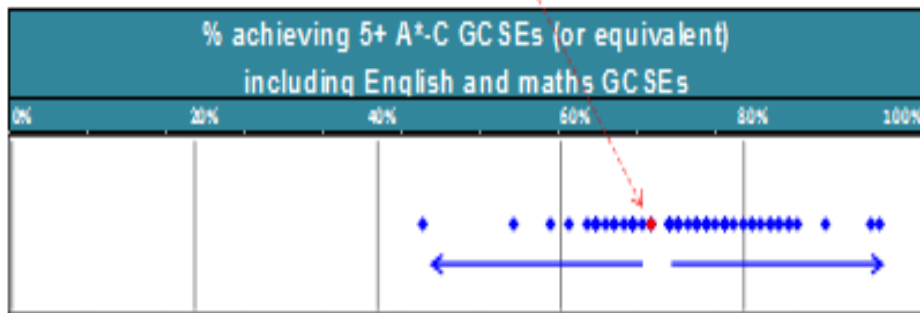 % achieving 5+ A*-C GCSEs (or equivalent)
including English and maths GCSEs
0% 20% 40% 60% 80% 100%